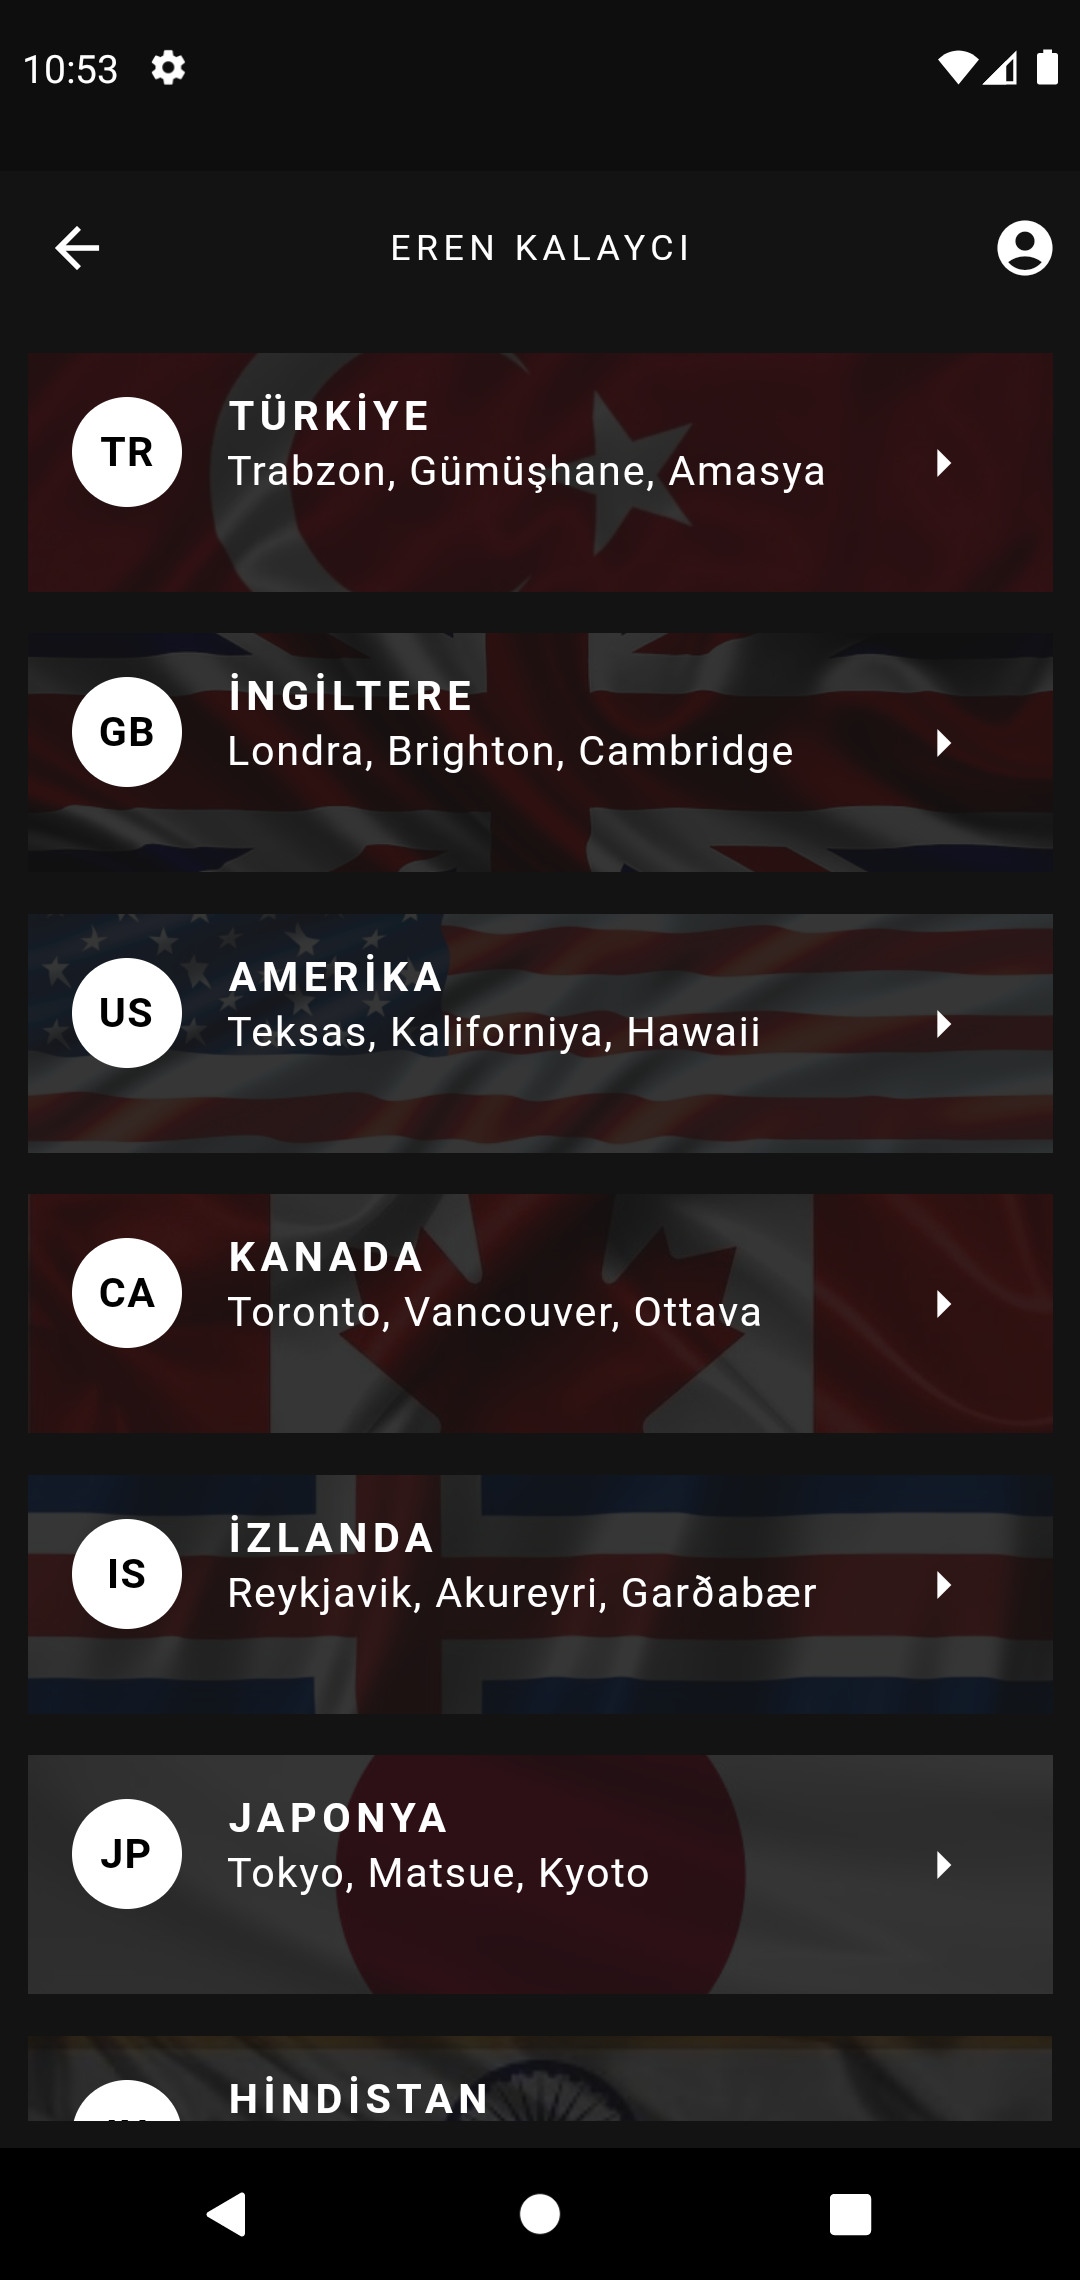 10:53
EREN KALAYCI
TR
TÜRKİYE
Trabzon, Gümüşhane, Amasya
GB
İNGİLTERE
Londra, Brighton, Cambridge
US
AMERİKA
Teksas, Kaliforniya, Hawaii
CA
KANADA
Toronto, Vancouver, Ottava
IS
İZLANDA
Reykjavik, Akureyri, Garðabær
JP
JAPONYA
Tokyo, Matsue, Kyoto
HİNDİSTAN